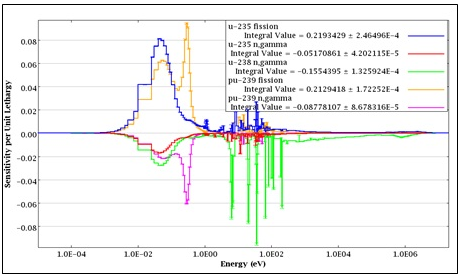 u-235 fission
Integral Value = 0.2193429 ± 2.46496E-4
u-235 n,gamma
Integral Value = -0.05170861 ± 4.202115E-5
u-238 n,gamma
Integral Value = -0.1554395 ± 1.325924E-4
pu-239 fission
Integral Value = 0.2129418 ± 1.72252E-4
pu-239 n,gamma
Integral Value = -0.08778107 ± 8.678316E-5
Sensitivity per Unit Lethargy
0.08
0.06
0.04
0.02
0.00
-0.02
-0.04
-0.06
-0.08
1.0E-04
1.0E-02
1.0E00
1.0E+02
1.0E+04
1.0E+06
Energy (eV)